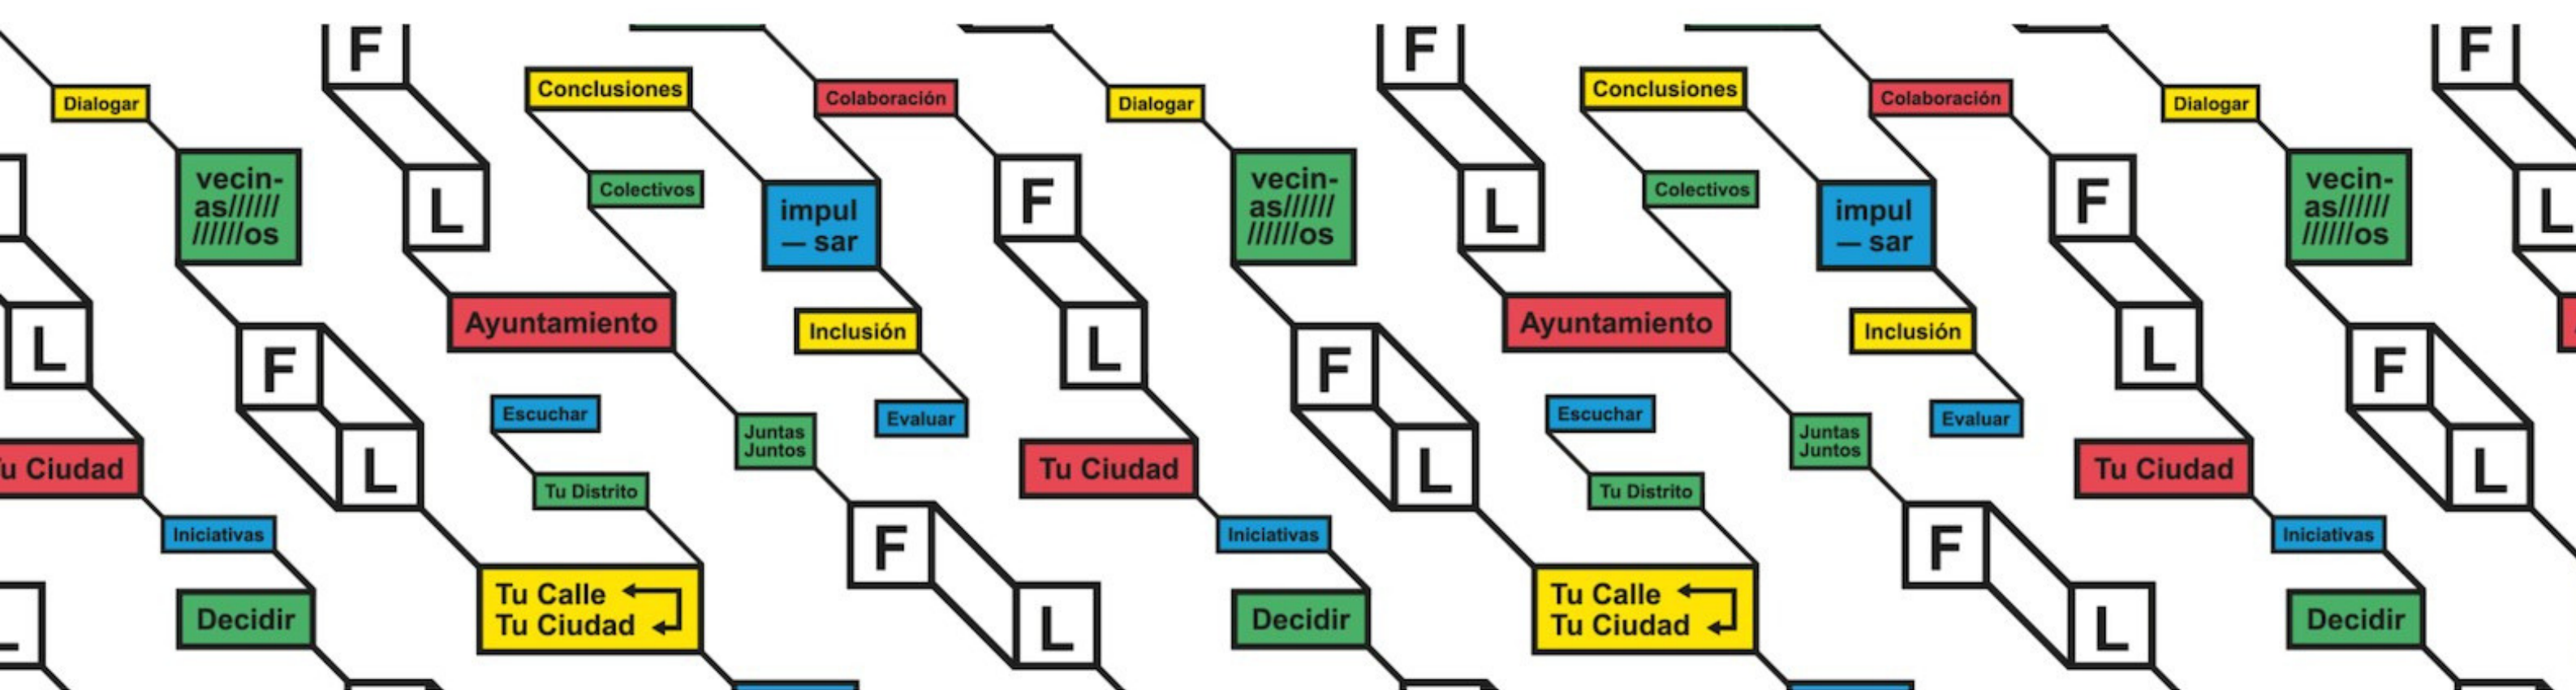 F
F
F
Conclusiones
Conclusiones
Colaboración
Colaboración
Dialogar
Dialogar
Dialogar
vecin-
as//////
//////os
vecin-
as//////
//////os
vecin-
as//////
//////os
Colectivos
Colectivos
L
L
L
impul
— sar
impul
— sar
F
F
Ayuntamiento
Ayuntamiento
Inclusión
Inclusión
L
L
L
F
F
F
Escuchar
Escuchar
Evaluar
Evaluar
Juntas
Juntos
Juntas
Juntos
Tu Ciudad
Tu Ciudad
Tu Ciudad
L
L
L
Tu Distrito
Tu Distrito
Iniciativas
Iniciativas
Iniciativas
F
F
Tu Calle
Tu Ciudad
Tu Calle
Tu Ciudad
Decidir
Decidir
Decidir
L
L
L